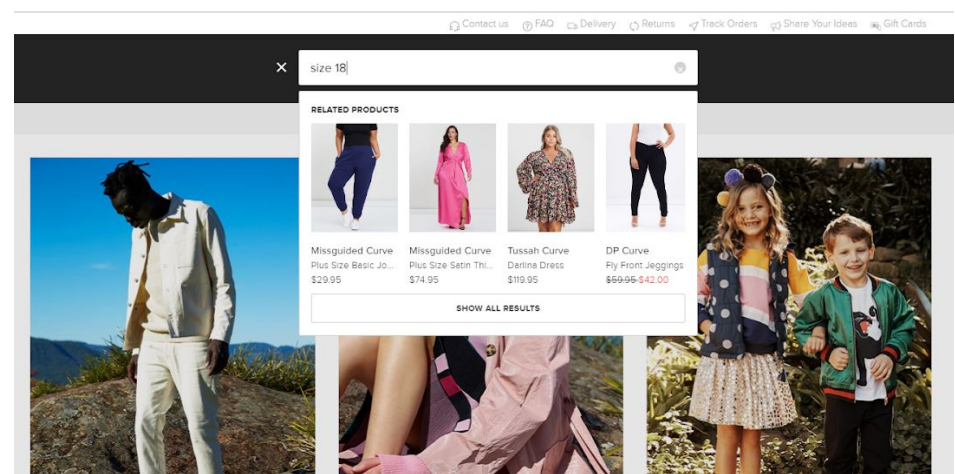 Contact us FAQ Delivery Returns Track Orders Share Your Ideas Gift Cards
size 18
RELATED PRODUCTS
Missguided Curve Missguided Curve Tussah Curve DP Curve
Plus Size Basic Jo... Plus Size Satin Thi... Darlina Dress Fly Front Jeggings
$29.95 $74.95 $119.95 $59.95 $42.00
SHOW ALL RESULTS